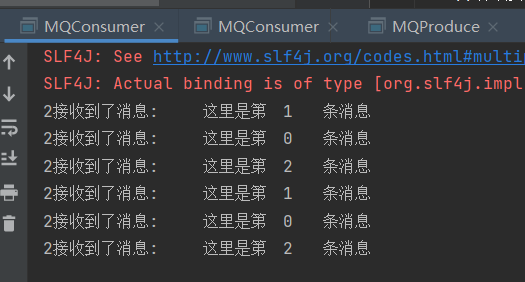 MQConsumer MQConsumer MQProduce
SLF4J: See http://www.slf4j.org/codes.html#multip
SLF4J: Actual binding is of type [org.slf4j.impl
2接收到了消息: 这里是第 1 条消息
2接收到了消息: 这里是第 0 条消息
2接收到了消息: 这里是第 2 条消息
2接收到了消息: 这里是第 1 条消息
2接收到了消息: 这里是第 0 条消息
2接收到了消息: 这里是第 2 条消息